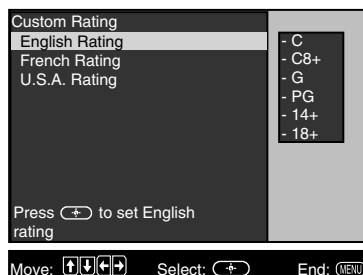 Custom Rating
English Rating
French Rating
U.S.A. Rating
- C
- C8+
- G
- PG
- 14+
- 18+
Press to set English
rating
Move: Select: End: MENU